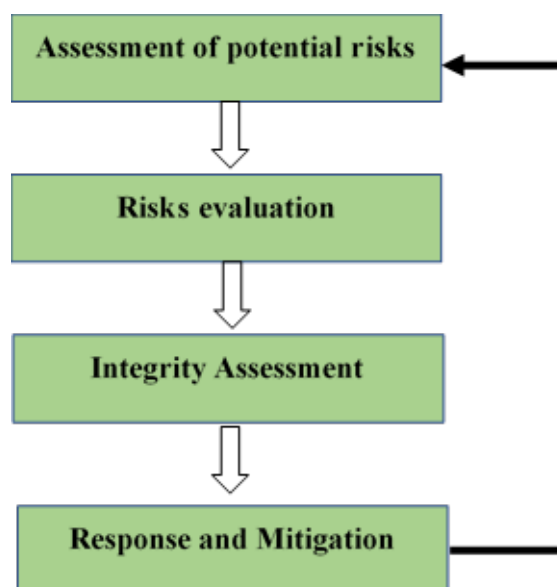 Assessment of potential risks
Risks evaluation
Integrity Assessment
Response and Mitigation